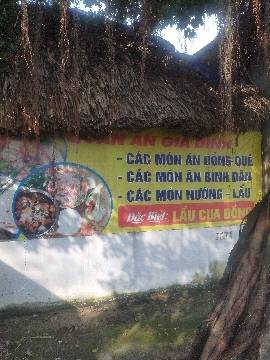 QUÁN ĂN GIA ĐÌNH
- CÁC MÓN ĂN ĐỒNG QUÊ
- CÁC MÓN ĂN BÌNH DÂN
- CÁC MÓN NƯỚNG - LẨU
Đặc Biệt: LẨU CUA ĐỒNG